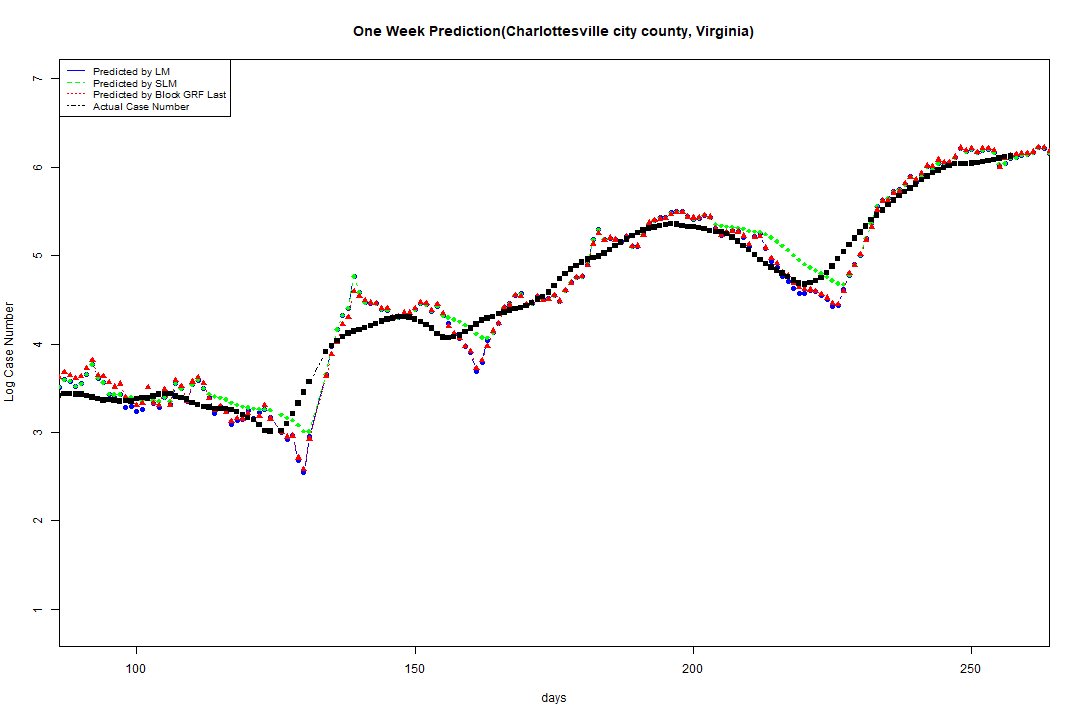 One Week Prediction(Charlottesville city county, Virginia)
Predicted by LM
Predicted by SLM
Predicted by Block GRF Last
Actual Case Number
7
6
5
4
3
2
1
Log Case Number
100 150 200 250
days